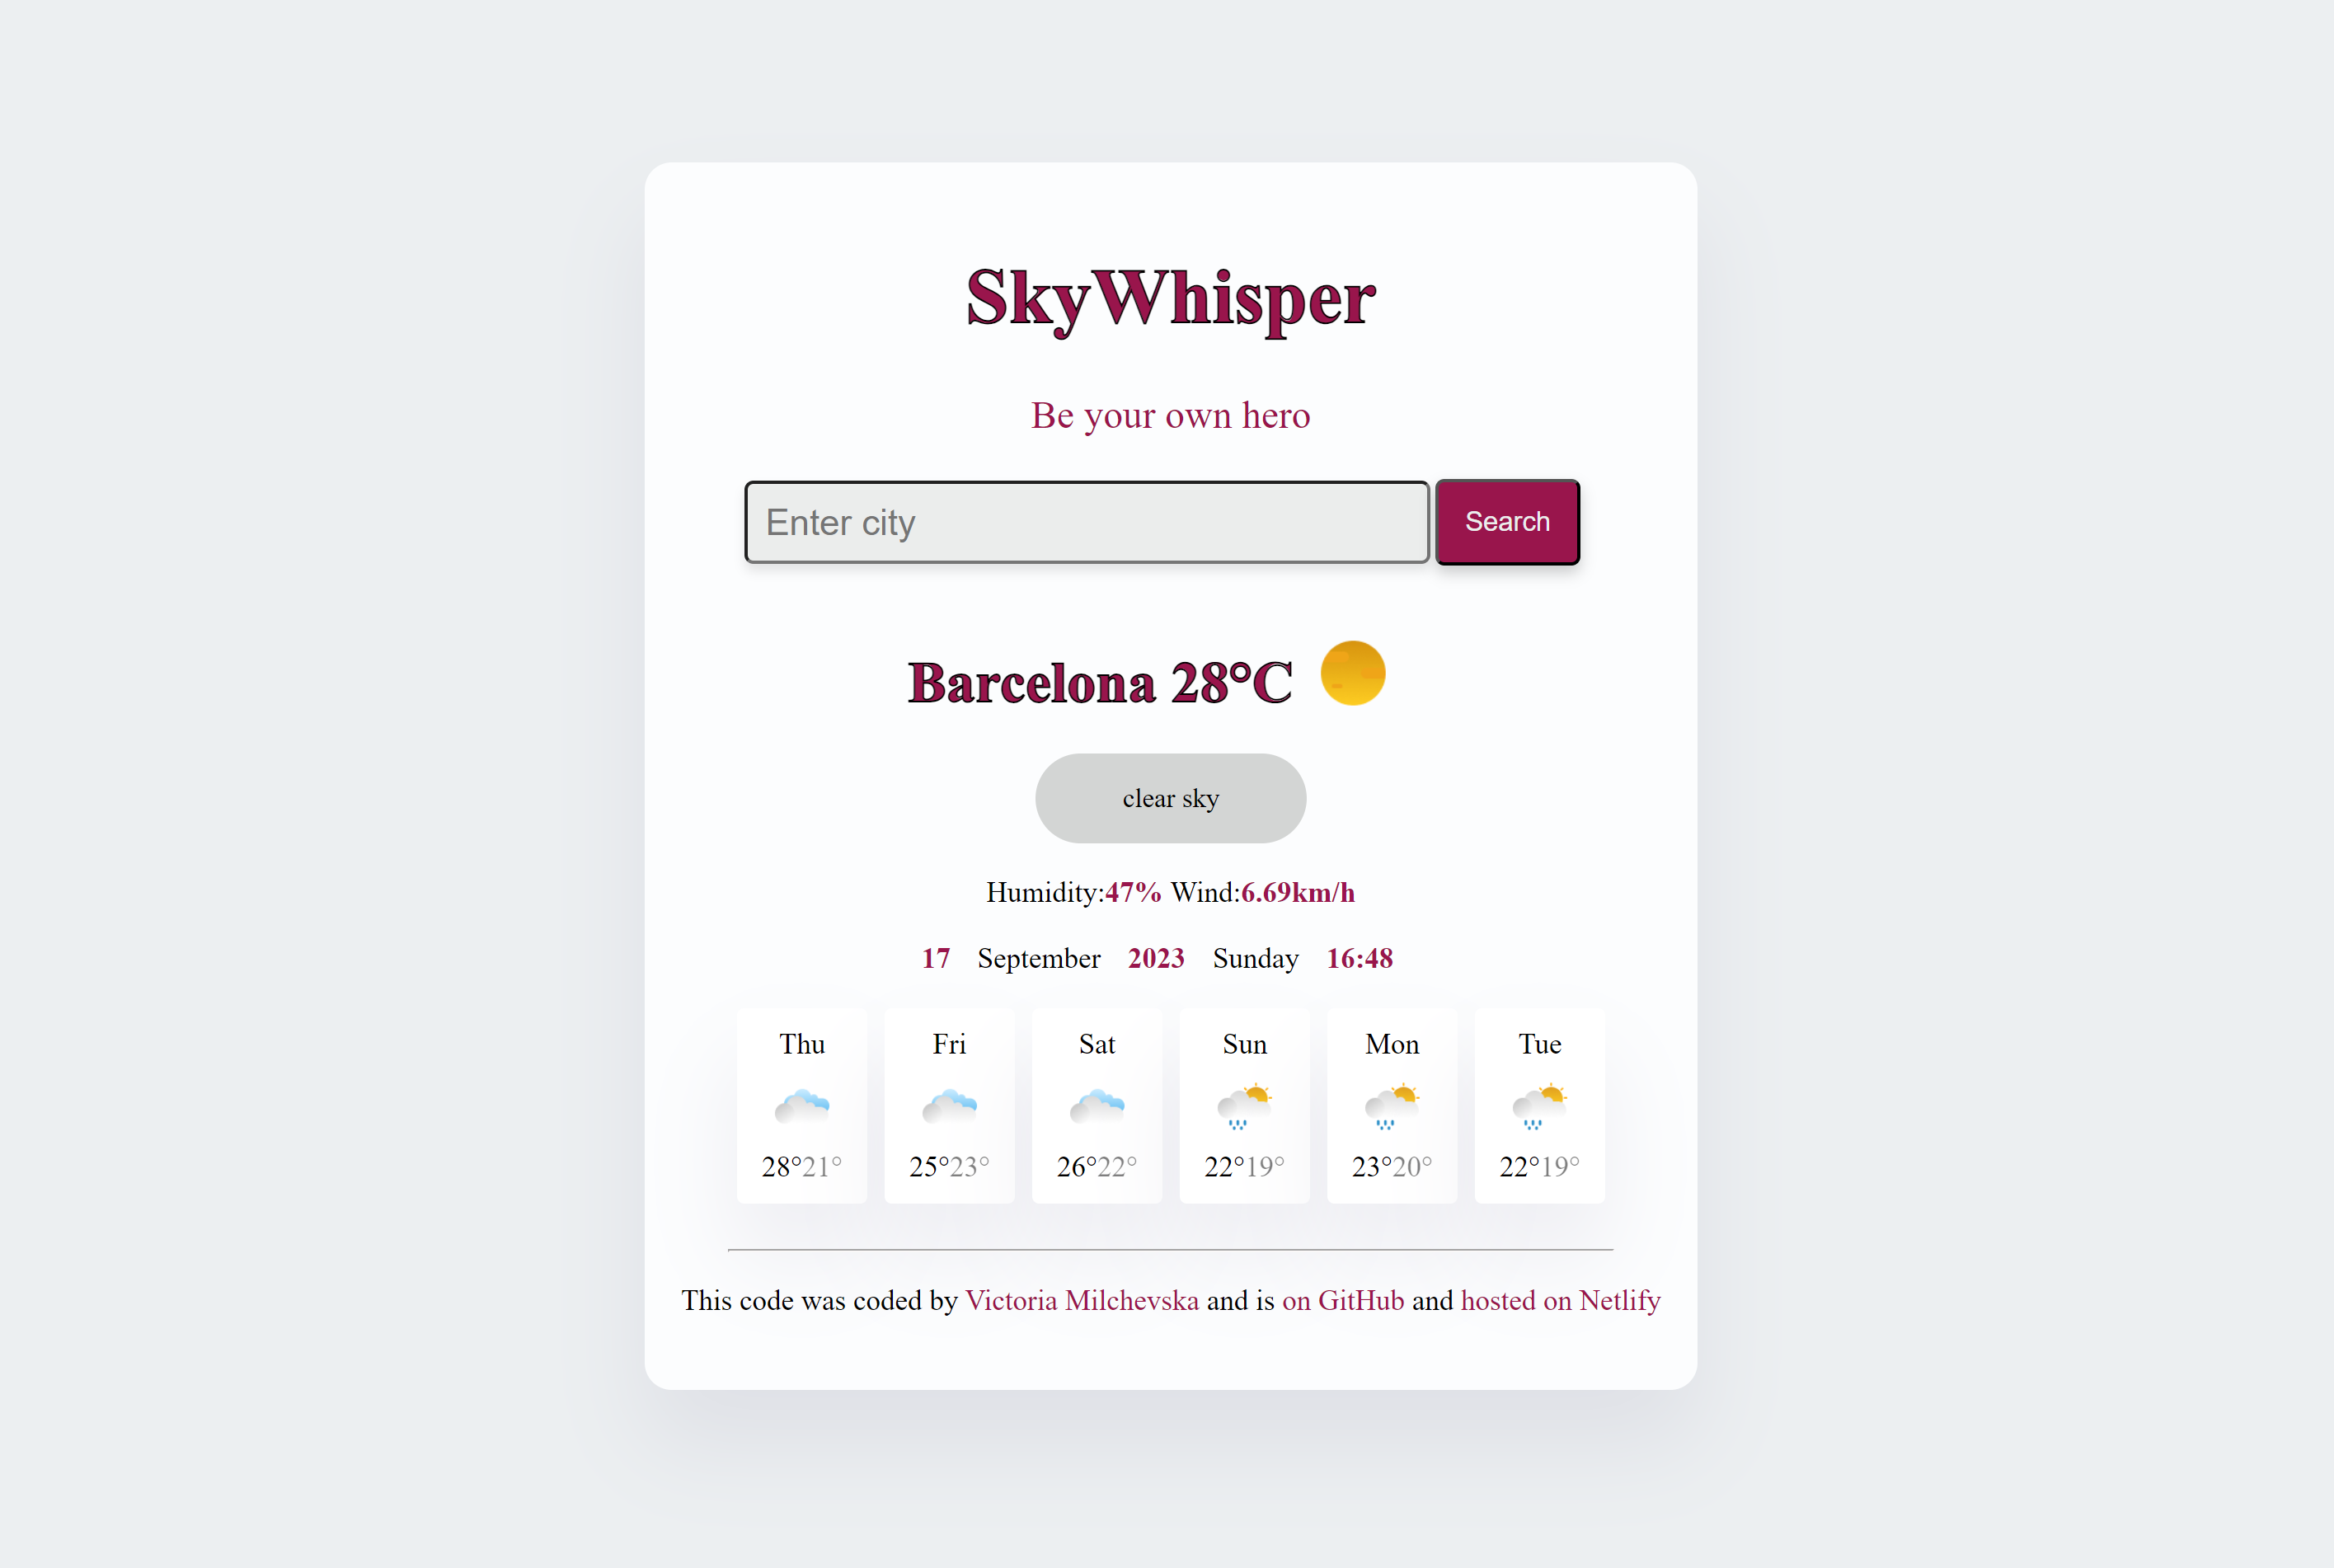 SkyWhisper
Be your own hero
Enter city Search
Barcelona 28°C
clear sky
Humidity:47% Wind:6.69km/h
17 September 2023 Sunday 16:48
Thu Fri Sat Sun Mon Tue
28°21° 25°23° 26°22° 22°19° 23°20° 22°19°
This code was coded by Victoria Milchevska and is on GitHub and hosted on Netlify